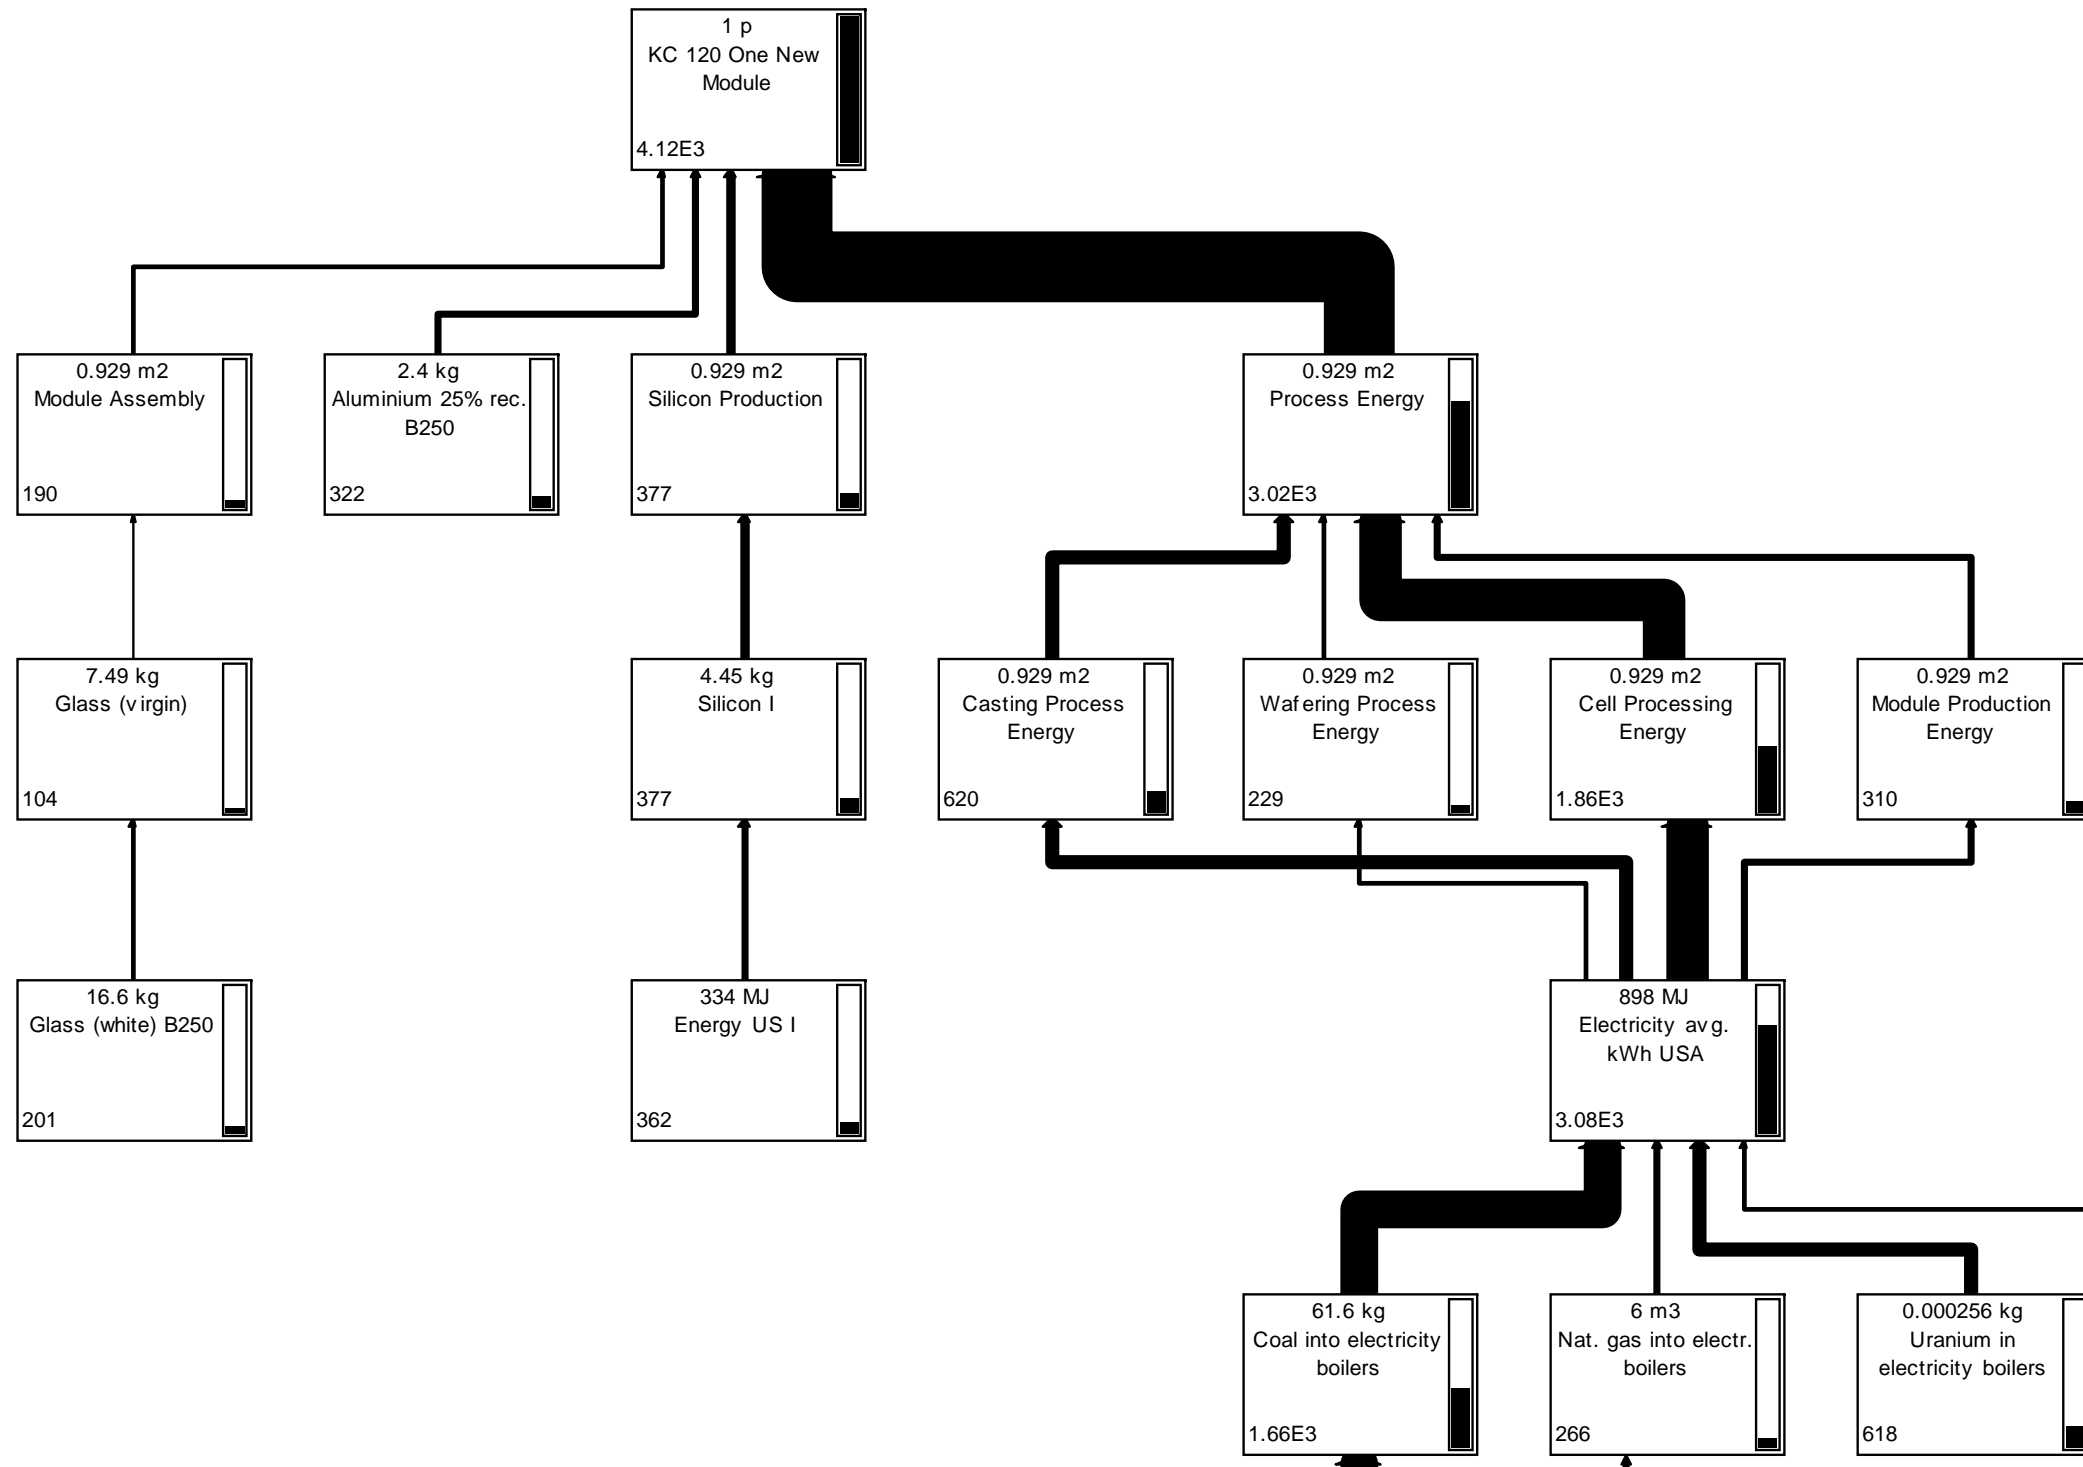 1 p
KC 120 One New
Module
4.12E3
0.929 m2
Module Assembly
190
2.4 kg
Aluminium 25% rec.
B250
322
0.929 m2
Silicon Production
377
0.929 m2
Process Energy
3.02E3
7.49 kg
Glass (virgin)
104
4.45 kg
Silicon I
377
0.929 m2
Casting Process
Energy
620
0.929 m2
Wafering Process
Energy
229
0.929 m2
Cell Processing
Energy
1.86E3
0.929 m2
Module Production
Energy
310
16.6 kg
Glass (white) B250
201
334 MJ
Energy US I
362
898 MJ
Electricity avg.
kWh USA
3.08E3
61.6 kg
Coal into electricity
boilers
1.66E3
6 m3
Nat. gas into electr.
boilers
266
0.000256 kg
Uranium in
electricity boilers
618